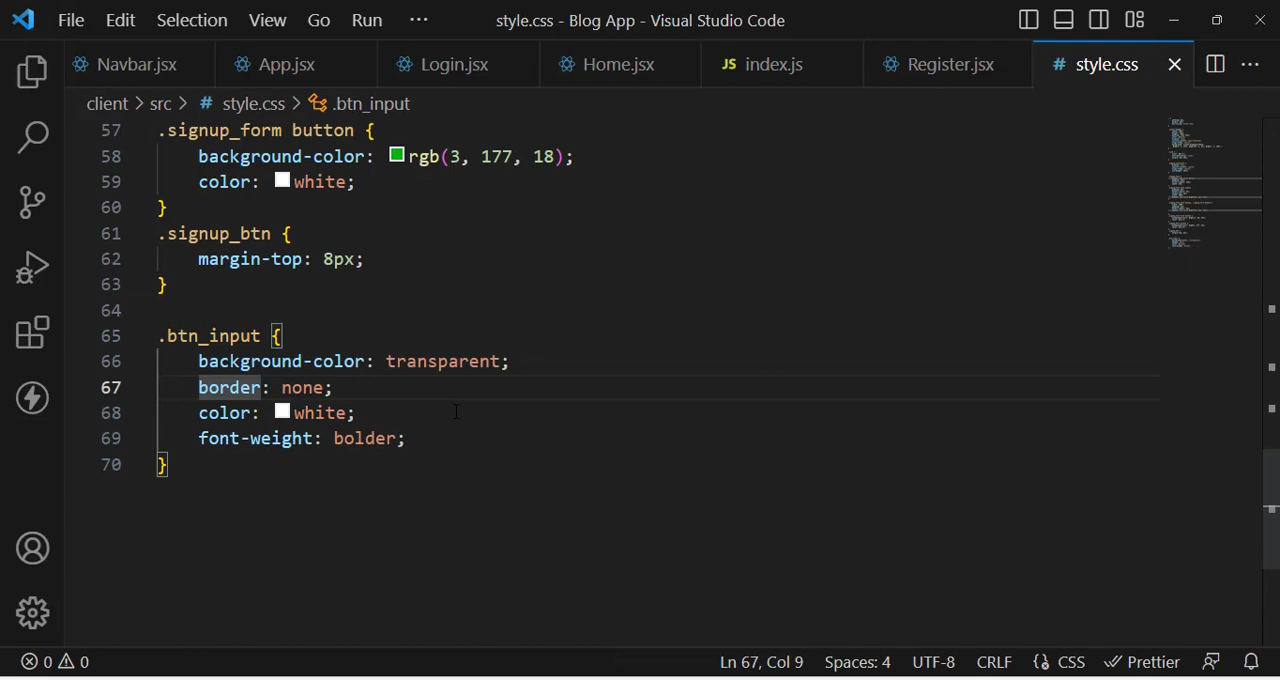 File Edit Selection View Go Run ··· style.css - Blog App - Visual Studio Code
Navbar.jsx App.jsx Login.jsx Home.jsx JS index.js Register.jsx # style.css
client > src > # style.css > .btn_input
57 .signup_form button {
58 background-color: rgb(3, 177, 18);
59 color: white;
60 }
61 .signup_btn {
62 margin-top: 8px;
63 }
64
65 .btn_input {
66 background-color: transparent;
67 border: none;
68 color: white;
69 font-weight: bolder;
70 }
0 0 Ln 67, Col 9 Spaces: 4 UTF-8 CRLF {} CSS Prettier